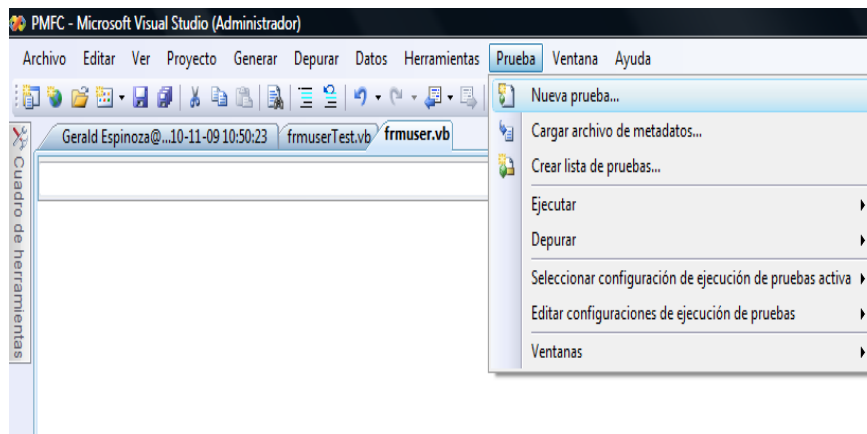 PMFC - Microsoft Visual Studio (Administrador)
Archivo Editar Ver Proyecto Generar Depurar Datos Herramientas Prueba Ventana Ayuda
Gerald Espinoza@...10-11-09 10:50:23 frmuserTest.vb frmuser.vb
Cuadro de herramientas
Nueva prueba...
Cargar archivo de metadatos...
Crear lista de pruebas...
Ejecutar
Depurar
Seleccionar configuración de ejecución de pruebas activa
Editar configuraciones de ejecución de pruebas
Ventanas